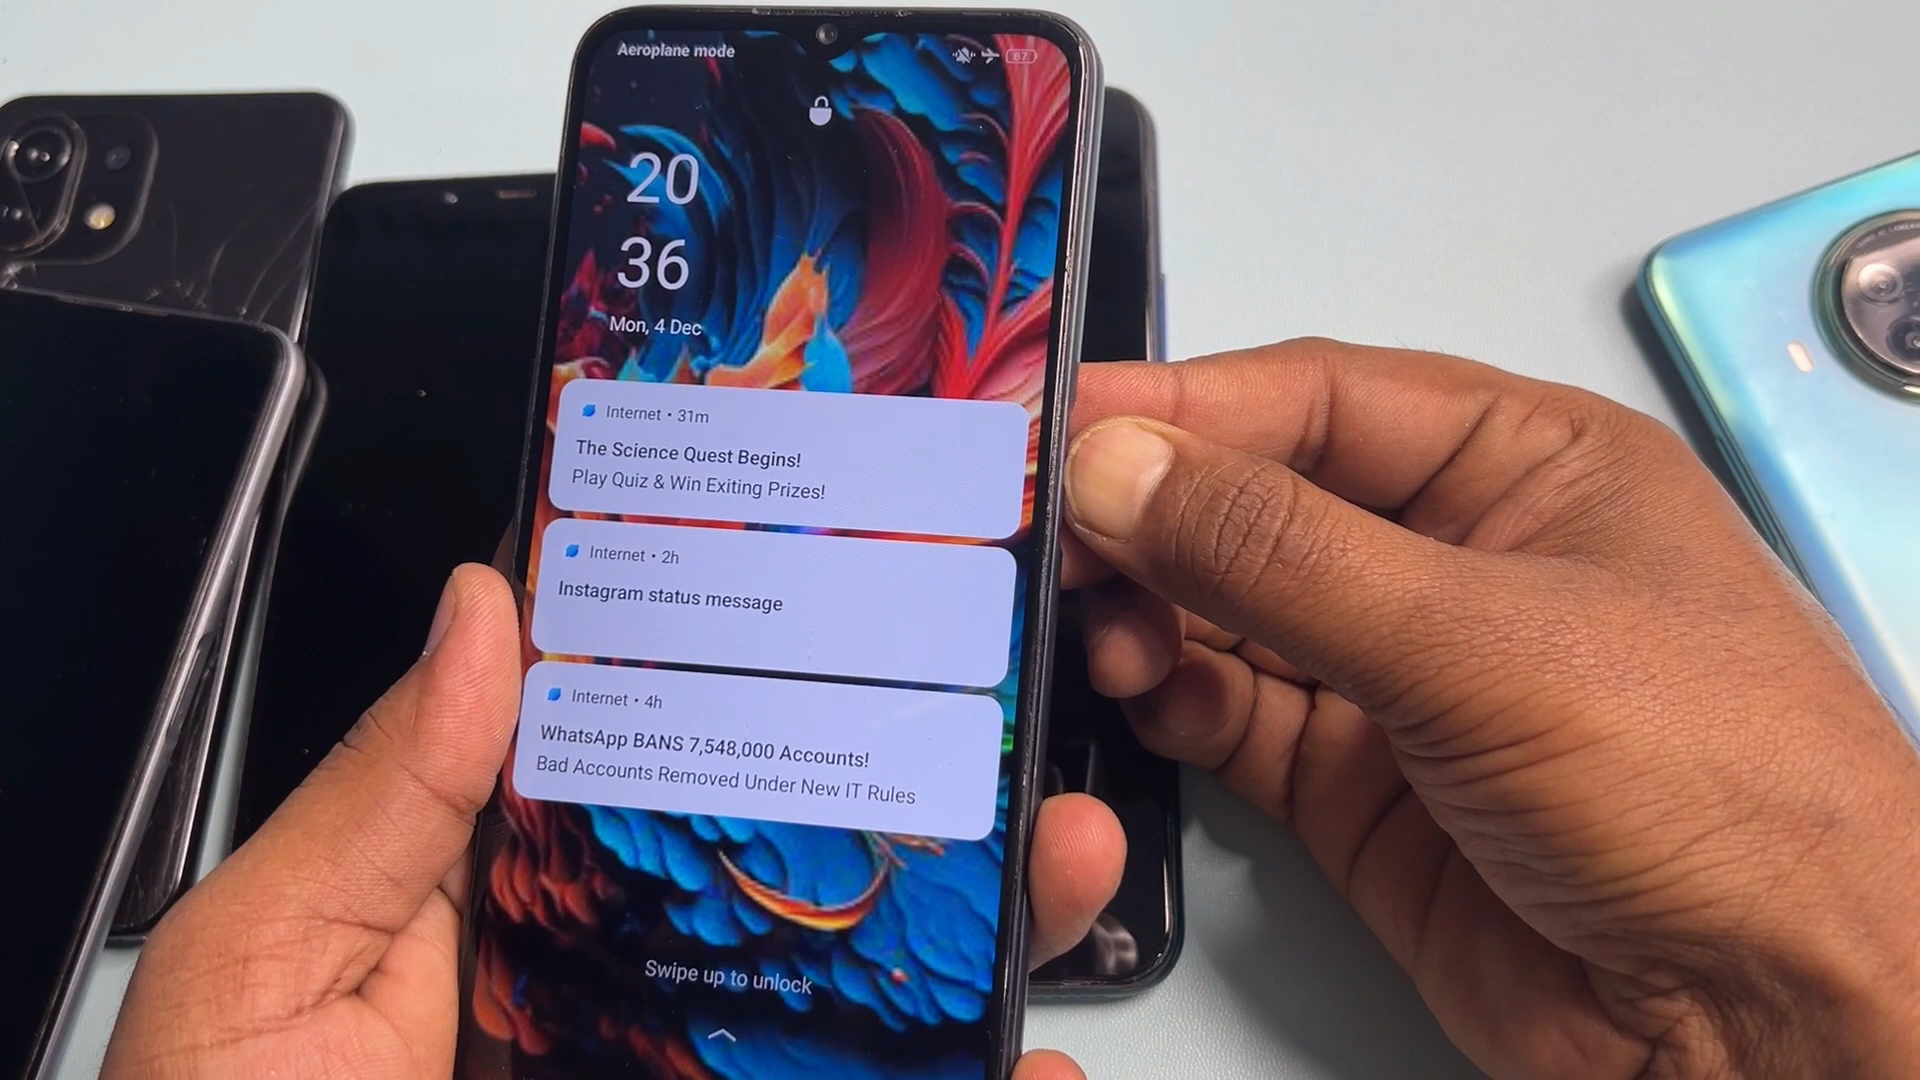 Aeroplane mode
87
20
36
Mon, 4 Dec
Internet • 31m
The Science Quest Begins!
Play Quiz & Win Exiting Prizes!
Internet • 2h
Instagram status message
Internet • 4h
WhatsApp BANS 7,548,000 Accounts!
Bad Accounts Removed Under New IT Rules
Swipe up to unlock